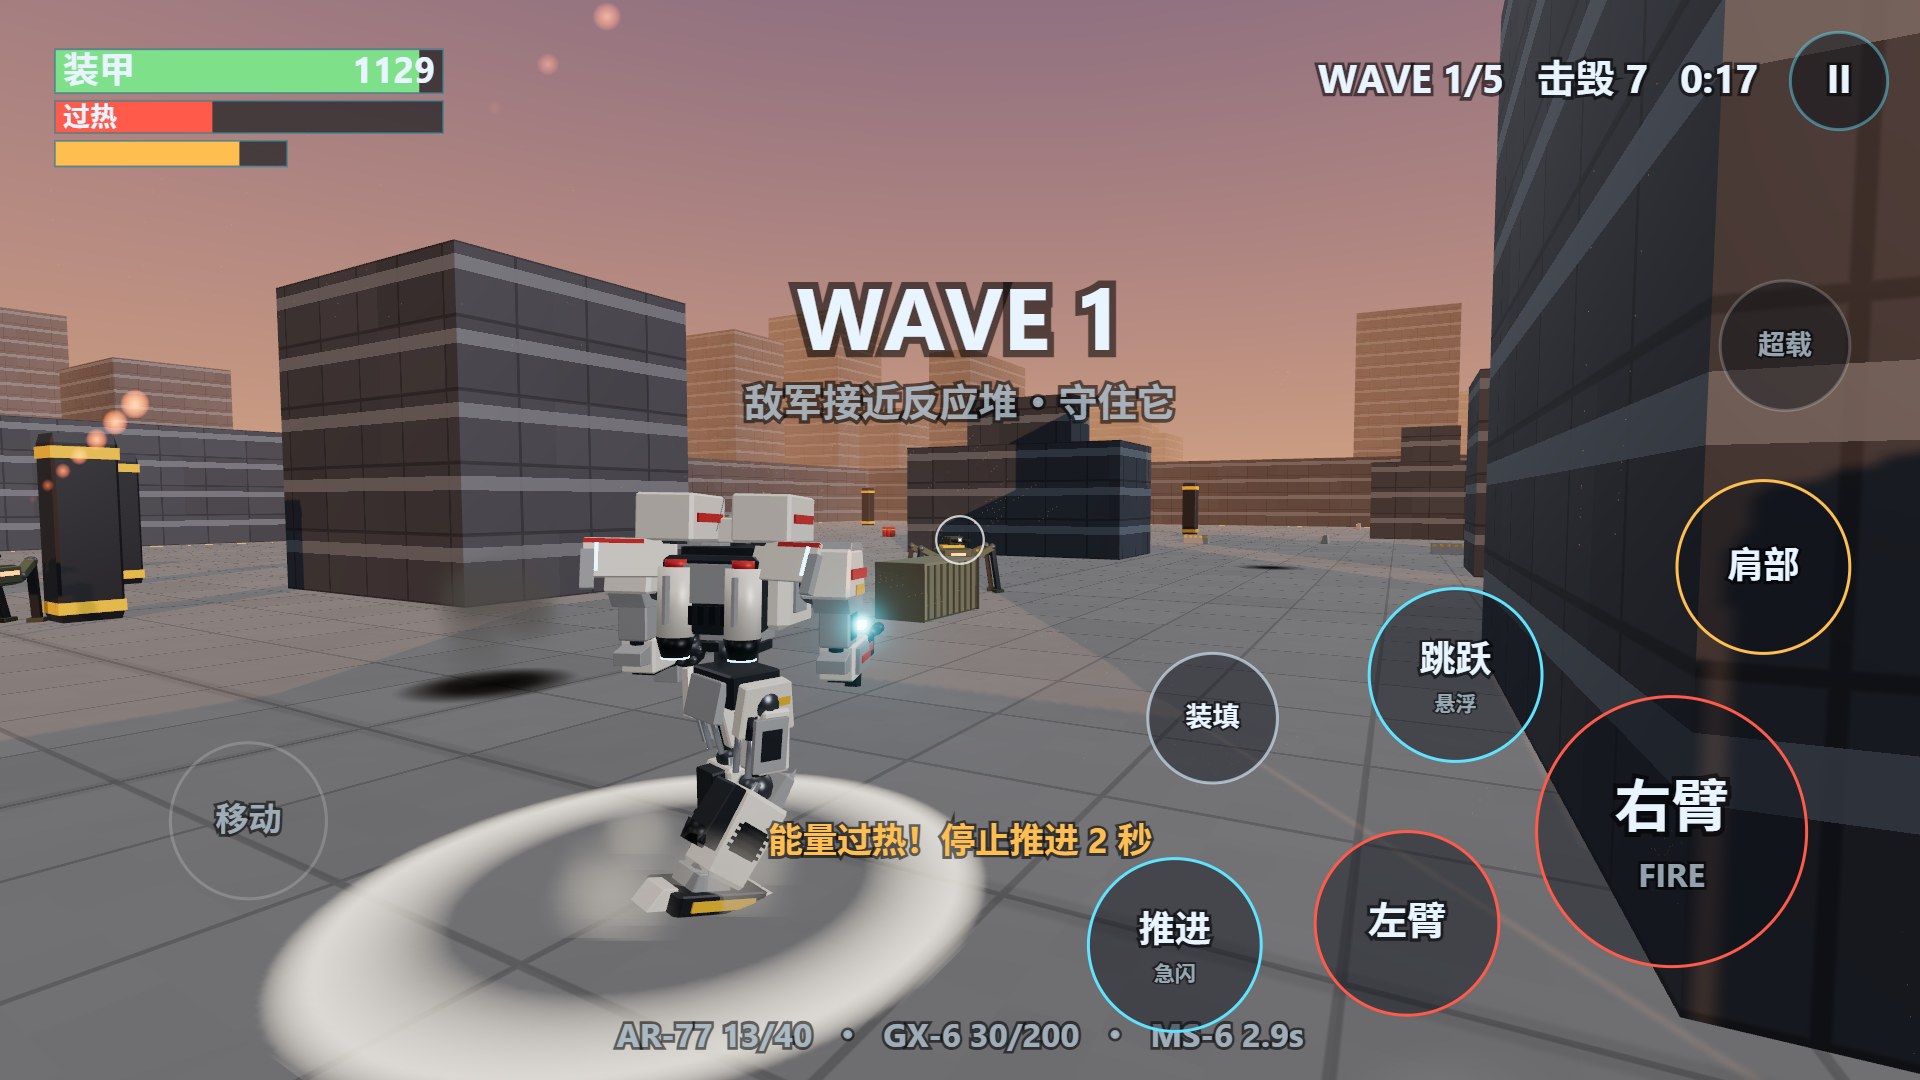 装甲 1129
过热
WAVE 1/5 击毁 7 0:17
WAVE 1
敌军接近反应堆·守住它
超载
肩部
跳跃
悬浮
装填
右臂
FIRE
移动
能量过热！停止推进 2 秒
左臂
推进
急闪
AR-77 13/40 • GX-6 30/200 • MS-6 2.9s